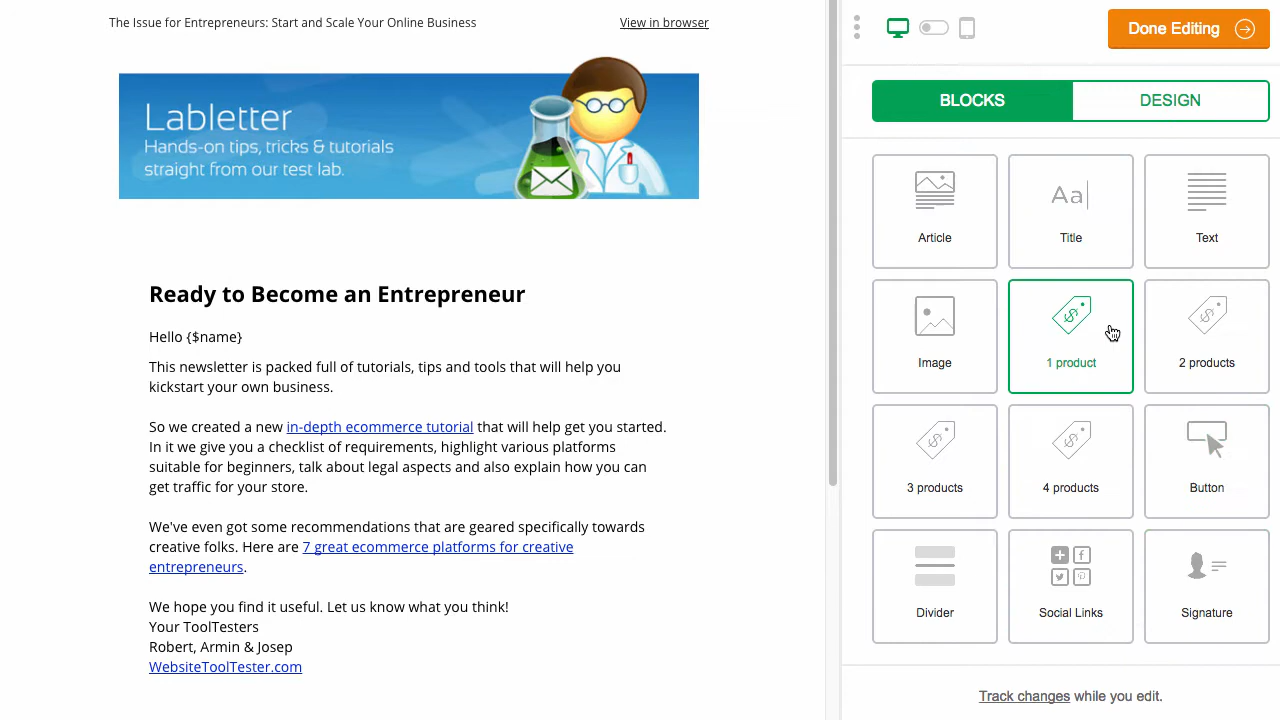 The Issue for Entrepreneurs: Start and Scale Your Online Business
View in browser
Labletter
Hands-on tips, tricks & tutorials
straight from our test lab.
Ready to Become an Entrepreneur
Hello {$name}
This newsletter is packed full of tutorials, tips and tools that will help you
kickstart your own business.
So we created a new in-depth ecommerce tutorial that will help get you started.
In it we give you a checklist of requirements, highlight various platforms
suitable for beginners, talk about legal aspects and also explain how you can
get traffic for your store.
We've even got some recommendations that are geared specifically towards
creative folks. Here are 7 great ecommerce platforms for creative
entrepreneurs.
We hope you find it useful. Let us know what you think!
Your ToolTesters
Robert, Armin & Josep
WebsiteToolTester.com
Done Editing
BLOCKS
DESIGN
Article
Aa
Title
Text
Image
$
1 product
$
2 products
$
3 products
$
4 products
Button
Divider
Social Links
Signature
Track changes while you edit.